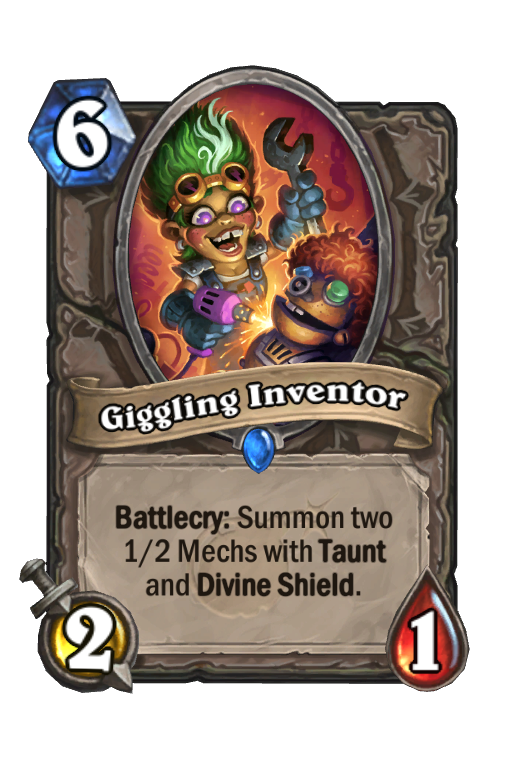 6
Giggling Inventor
Battlecry: Summon two
1/2 Mechs with Taunt
and Divine Shield.
2
1